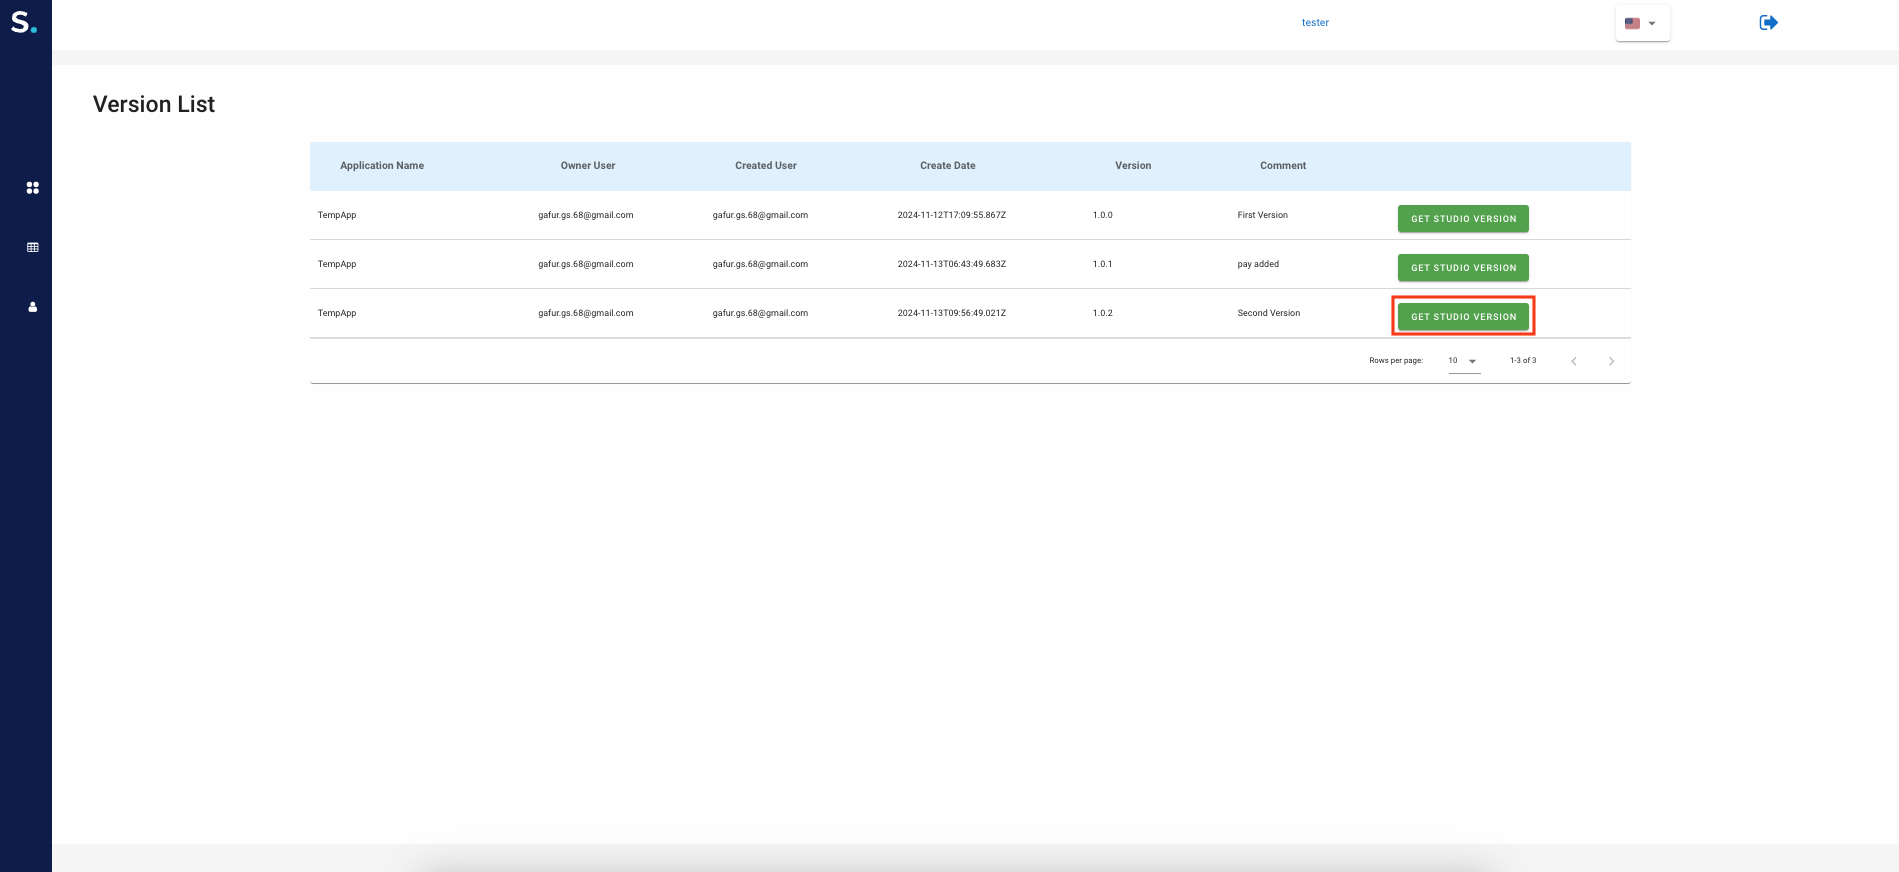 S.
tester
Version List
Application Name Owner User Created User Create Date Version Comment
TempApp gafur.gs.68@gmail.com gafur.gs.68@gmail.com 2024-11-12T17:09:55.867Z 1.0.0 First Version GET STUDIO VERSION
TempApp gafur.gs.68@gmail.com gafur.gs.68@gmail.com 2024-11-13T06:43:49.683Z 1.0.1 pay added GET STUDIO VERSION
TempApp gafur.gs.68@gmail.com gafur.gs.68@gmail.com 2024-11-13T09:56:49.021Z 1.0.2 Second Version GET STUDIO VERSION
Rows per page: 10 1-3 of 3